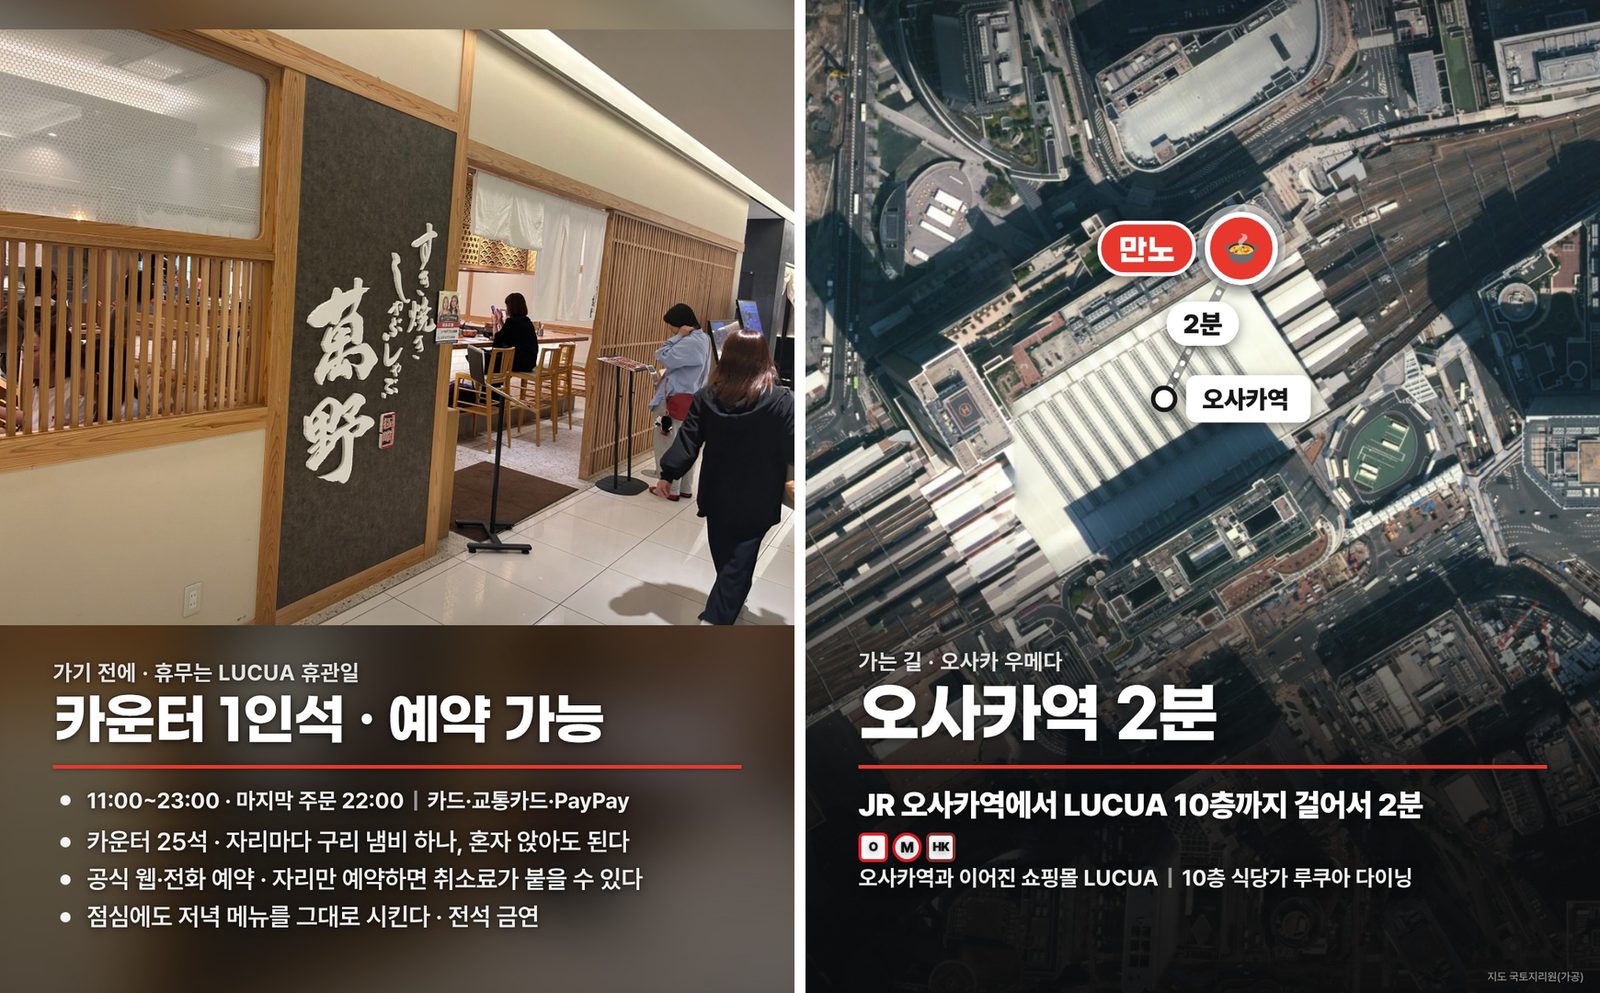 すき焼き
しゃぶしゃぶ
萬野
가기 전에 · 휴무는 LUCUA 휴관일
카운터 1인석 · 예약 가능
11:00~23:00 · 마지막 주문 22:00 | 카드·교통카드·PayPay
카운터 25석 · 자리마다 구리 냄비 하나, 혼자 앉아도 된다
공식 웹·전화 예약 · 자리만 예약하면 취소료가 붙을 수 있다
점심에도 저녁 메뉴를 그대로 시킨다 · 전석 금연
만노
2분
오사카역
H
가는 길 · 오사카 우메다
오사카역 2분
JR 오사카역에서 LUCUA 10층까지 걸어서 2분
O M HK
오사카역과 이어진 쇼핑몰 LUCUA | 10층 식당가 루쿠아 다이닝
지도 국토지리원(가공)